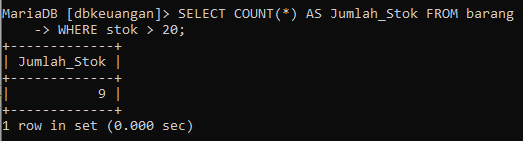 MariaDB [dbkeuangan]> SELECT COUNT(*) AS Jumlah_Stok FROM barang
    -> WHERE stok > 20;
+-------------+
| Jumlah_Stok |
+-------------+
|           9 |
+-------------+
1 row in set (0.000 sec)